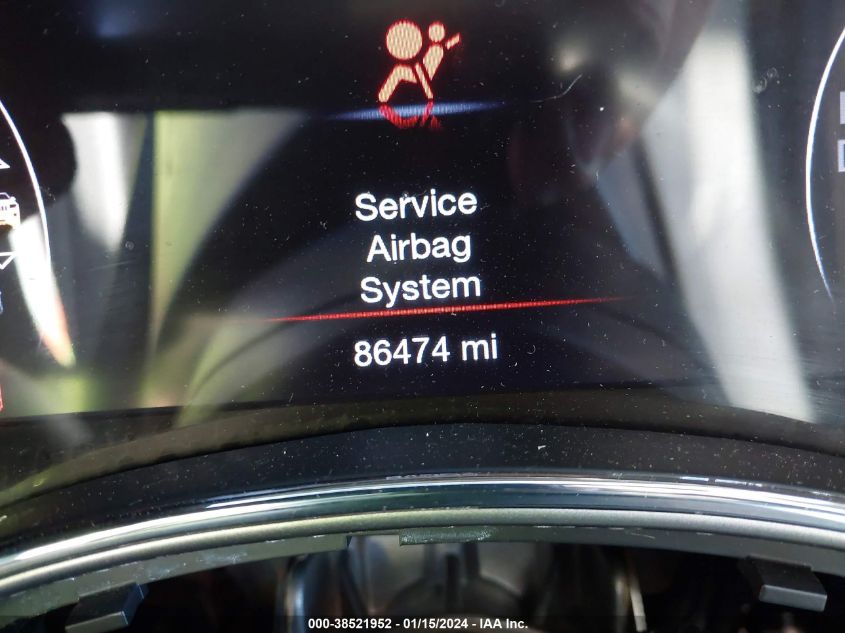 Service
Airbag
System
86474 mi
000-38521952 - 01/15/2024 - IAA Inc.